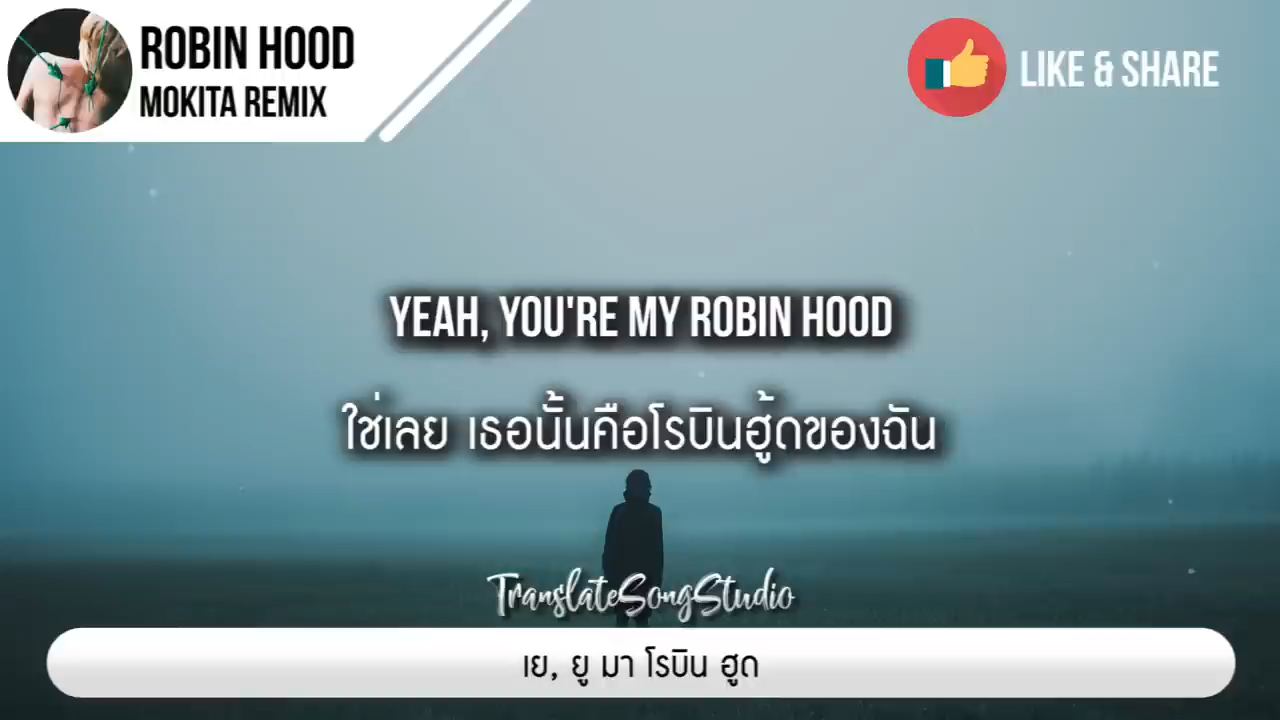 ROBIN HOOD
MOKITA REMIX
LIKE & SHARE
YEAH, YOU'RE MY ROBIN HOOD
ใช่เลย เธอนั้นคือโรบินฮู้ดของฉัน
TranslateSongStudio
เย, ยู มา โรบิน ฮูด